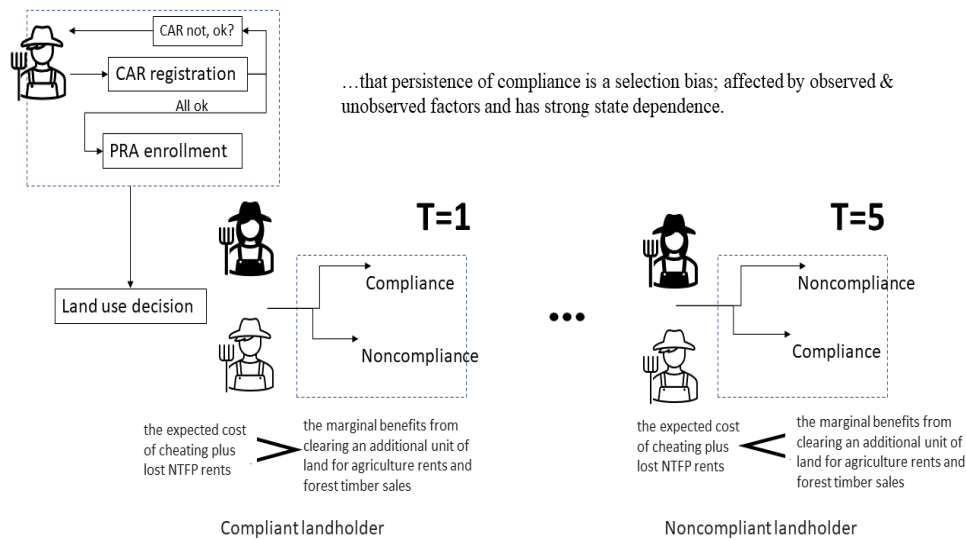 CAR not, ok?
CAR registration
All ok
PRA enrollment
…that persistence of compliance is a selection bias; affected by observed &
unobserved factors and has strong state dependence.
Land use decision
T=1
Compliance
Noncompliance
•••
T=5
Noncompliance
Compliance
the expected cost
of cheating plus
lost NTFP rents
>
the marginal benefits from
clearing an additional unit of
land for agriculture rents and
forest timber sales
the expected cost
of cheating plus
lost NTFP rents
<
the marginal benefits from
clearing an additional unit of
land for agriculture rents and
forest timber sales
Compliant landholder
Noncompliant landholder